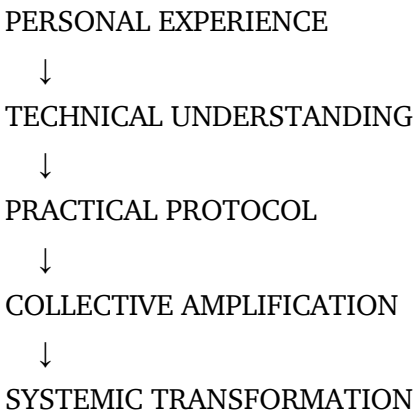 PERSONAL EXPERIENCE
↓
TECHNICAL UNDERSTANDING
↓
PRACTICAL PROTOCOL
↓
COLLECTIVE AMPLIFICATION
↓
SYSTEMIC TRANSFORMATION